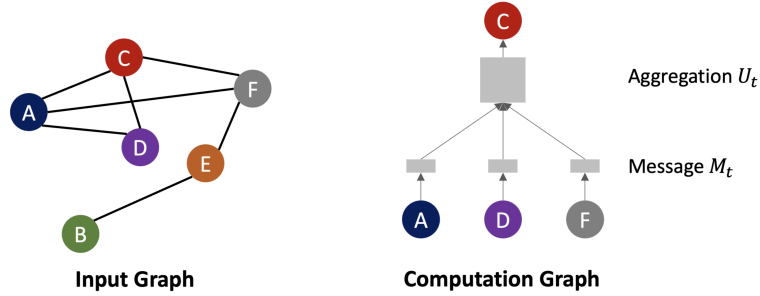 C
A
F
D
E
B
Input Graph
C
Aggregation U_t
Message M_t
A D F
Computation Graph